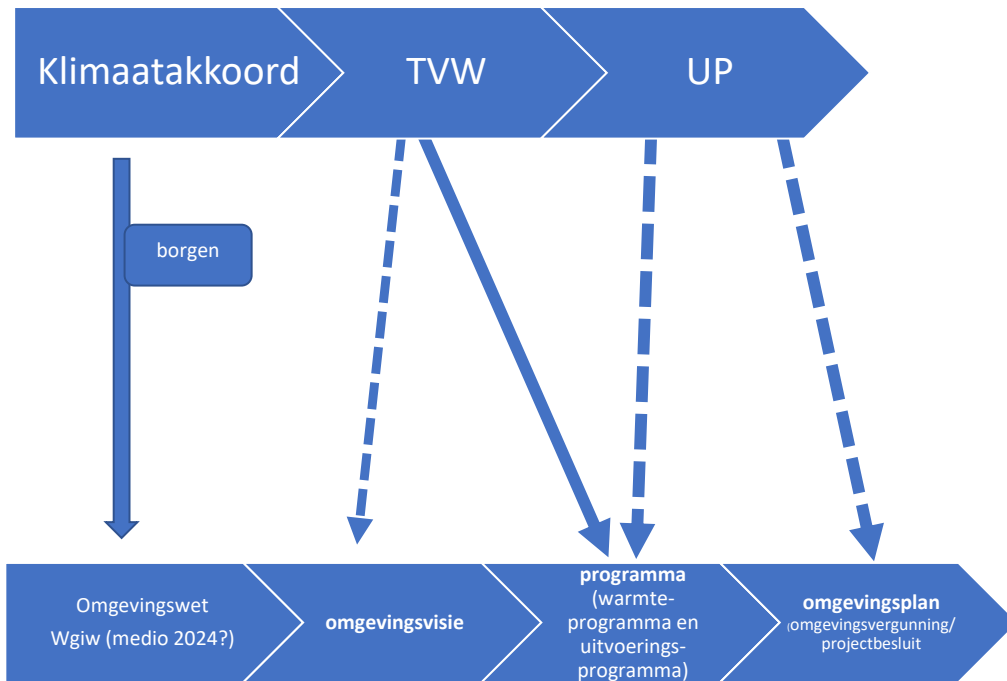 Klimaatakkoord
TVW
UP
borgen
Omgevingswet
Wgiw (medio 2024?)
omgevingsvisie
programma
(warmte-
programma en
uitvoerings-
programma)
omgevingsplan
(omgevingsvergunning/
projectbesluit